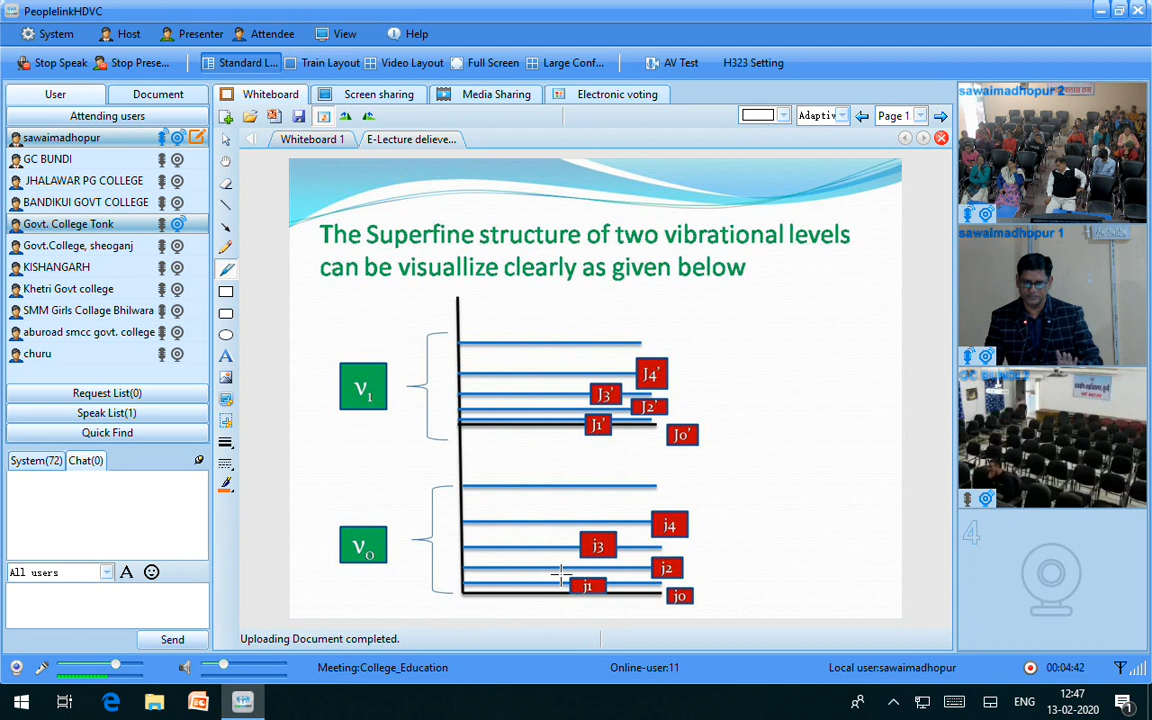 PeoplelinkHDVC
System Host Presenter Attendee View Help
Stop Speak Stop Prese... Standard L... Train Layout Video Layout Full Screen Large Conf... AV Test H323 Setting
User Document
Attending users
sawaimadhopur
GC BUNDI
JHALAWAR PG COLLEGE
BANDIKUI GOVT COLLEGE
Govt. College Tonk
Govt.College, sheoganj
KISHANGARH
Khetri Govt college
SMM Girls Collage Bhilwara
aburoad smcc govt. college
churu
Request List(0)
Speak List(1)
Quick Find
System(72) Chat(0)
All users
Send
Whiteboard Screen sharing Media Sharing Electronic voting
Adaptiv Page 1
Whiteboard 1 E-Lecture delieve...
The Superfine structure of two vibrational levels
can be visuallize clearly as given below
ν1
J4'
J3'
J2'
J1'
J0'
ν0
j4
j3
j2
j1
j0
Uploading Document completed.
sawaimadhopur 2
sawaimadhopur 1
GC BUNDI 2
4
Meeting:College_Education Online-user:11 Local user:sawaimadhopur 00:04:42
ENG 12:47
13-02-2020
1